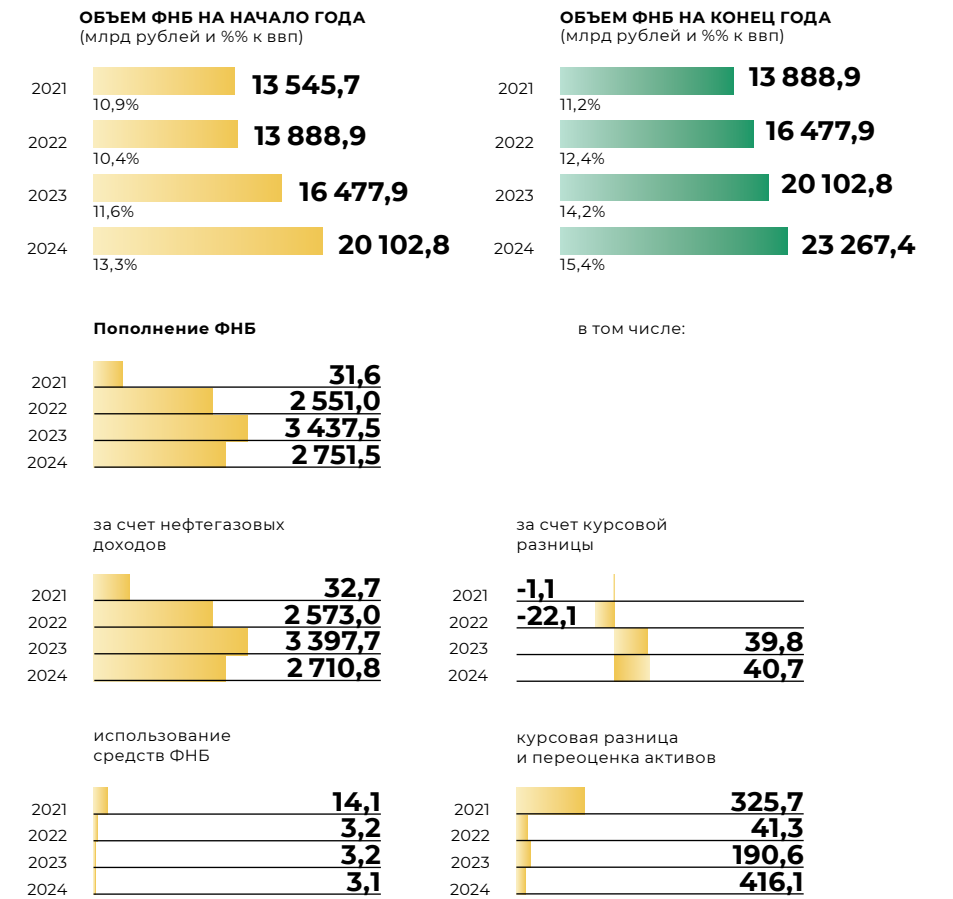 ОБЪЕМ ФНБ НА НАЧАЛО ГОДА
(млрд рублей и %% к ввп)
2021 13 545,7
10,9%
2022 13 888,9
10,4%
2023 16 477,9
11,6%
2024 20 102,8
13,3%
ОБЪЕМ ФНБ НА КОНЕЦ ГОДА
(млрд рублей и %% к ввп)
2021 13 888,9
11,2%
2022 16 477,9
12,4%
2023 20 102,8
14,2%
2024 23 267,4
15,4%
Пополнение ФНБ
2021 31,6
2022 2 551,0
2023 3 437,5
2024 2 751,5
в том числе:
за счет нефтегазовых
доходов
2021 32,7
2022 2 573,0
2023 3 397,7
2024 2 710,8
за счет курсовой
разницы
2021 -1,1
2022 -22,1
2023 39,8
2024 40,7
использование
средств ФНБ
2021 14,1
2022 3,2
2023 3,2
2024 3,1
курсовая разница
и переоценка активов
2021 325,7
2022 41,3
2023 190,6
2024 416,1